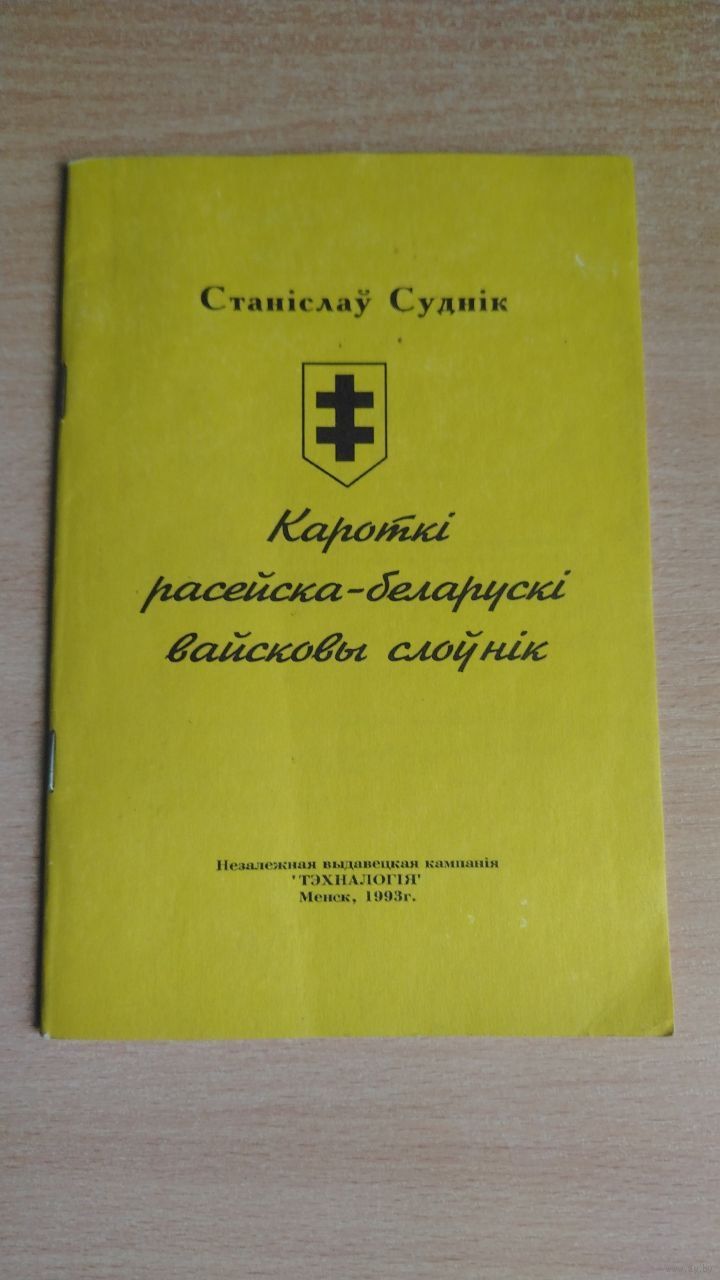 Станіслаў Суднік
Кароткі
расейска-беларускі
вайсковы слоўнік
Незалежная выдавецкая кампанія
'ТЭХНАЛОГІЯ'
Менск, 1993г.